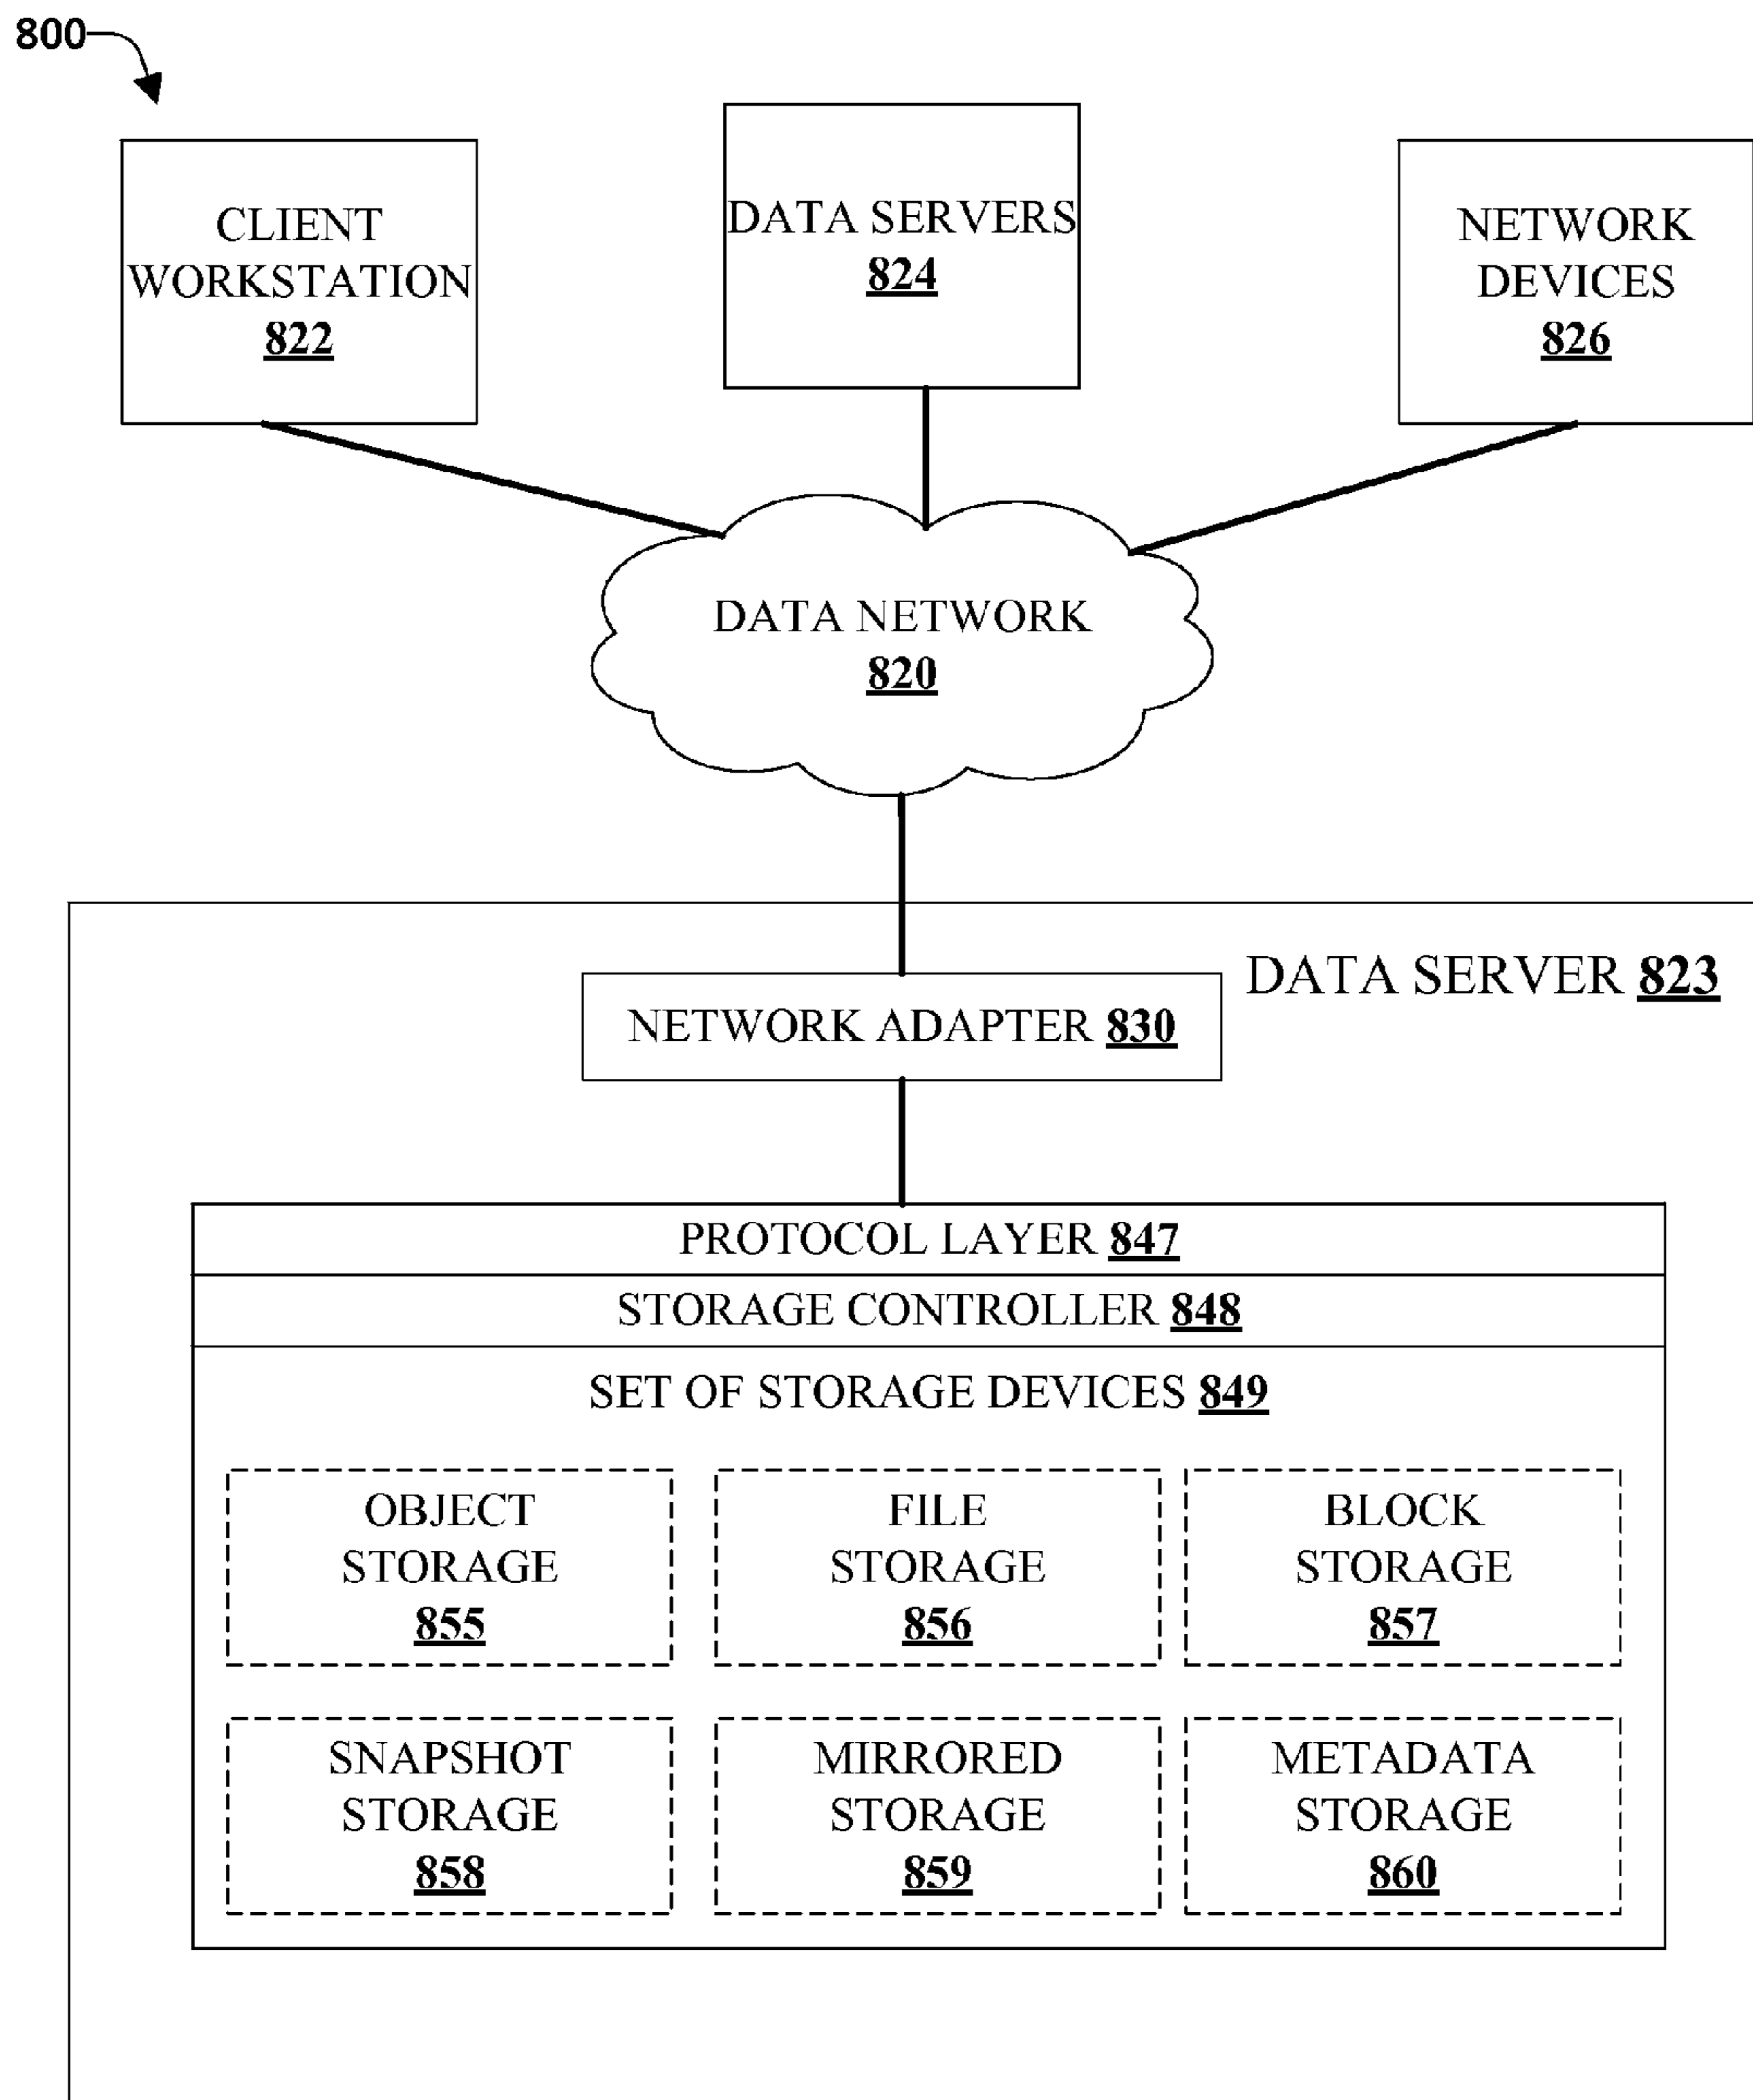 800
CLIENT
WORKSTATION
822
DATA SERVERS
824
NETWORK
DEVICES
826
DATA NETWORK
820
DATA SERVER 823
NETWORK ADAPTER 830
PROTOCOL LAYER 847
STORAGE CONTROLLER 848
SET OF STORAGE DEVICES 849
OBJECT
STORAGE
855
FILE
STORAGE
856
BLOCK
STORAGE
857
SNAPSHOT
STORAGE
858
MIRRORED
STORAGE
859
METADATA
STORAGE
860